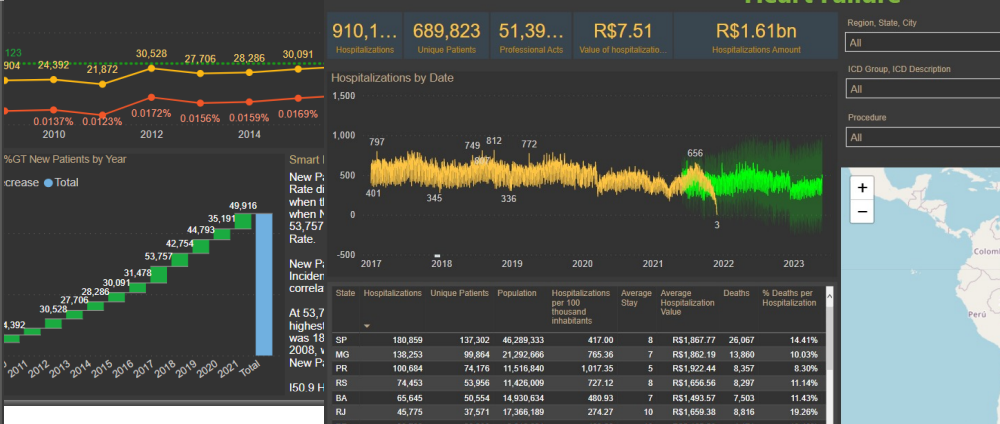 Heart Failure
910,1...
689,823
51,39...
R$7.51
R$1.61bn
Hospitalizations
Unique Patients
Professional Acts
Value of hospitalizatio...
Hospitalizations Amount
Region, State, City
All
ICD Group, ICD Description
All
Procedure
All
123
904
24,392
21,872
30,528
27,706
28,286
30,091
0.0137%
0.0123%
0.0172%
0.0156%
0.0159%
0.0169%
2010
2012
2014
%GT New Patients by Year
crease
Total
4,392
30,528
27,706
28,286
30,091
31,478
53,757
42,754
44,793
35,191
49,916
2011
2012
2013
2014
2015
2016
2017
2018
2019
2020
2021
Total
Smart
New Pa
Rate di
when th
when N
53,757
Rate.
New Pa
Inciden
correla
At 53,7
highest
was 18
2008, v
New Pa
I50.9 H
Hospitalizations by Date
1,500
1,000
500
0
-500
797
401
345
749
812
336
772
656
3
2017
2018
2019
2020
2021
2022
2023
State Hospitalizations Unique Patients Population Hospitalizations per 100 thousand inhabitants Average Stay Average Hospitalization Value Deaths % Deaths per Hospitalization
SP 180,859 137,302 46,289,333 417.00 8 R$1,867.77 26,067 14.41%
MG 138,253 99,864 21,292,666 765.36 7 R$1,862.19 13,860 10.03%
PR 100,684 74,176 11,516,840 1,017.35 5 R$1,922.44 8,357 8.30%
RS 74,453 53,956 11,426,009 727.12 8 R$1,656.56 8,297 11.14%
BA 65,645 50,554 14,930,634 480.93 7 R$1,493.57 7,503 11.43%
RJ 45,775 37,571 17,366,189 274.27 10 R$1,659.38 8,816 19.26%
+
−
Colomb
Perú